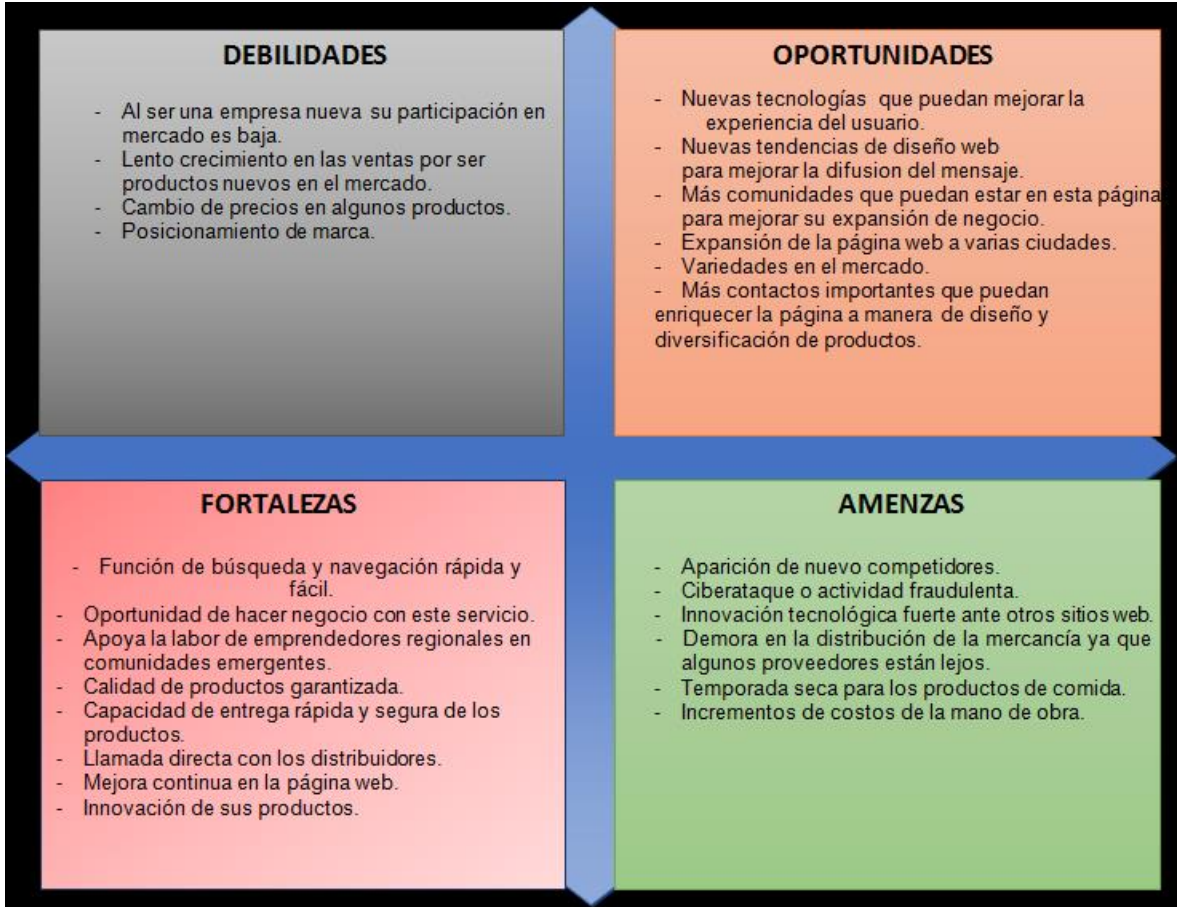 DEBILIDADES
- Al ser una empresa nueva su participación en
mercado es baja.
- Lento crecimiento en las ventas por ser
productos nuevos en el mercado.
- Cambio de precios en algunos productos.
- Posicionamiento de marca.
OPORTUNIDADES
- Nuevas tecnologías que puedan mejorar la
experiencia del usuario.
- Nuevas tendencias de diseño web
para mejorar la difusion del mensaje.
- Más comunidades que puedan estar en esta página
para mejorar su expansión de negocio.
- Expansión de la página web a varias ciudades.
- Variedades en el mercado.
- Más contactos importantes que puedan
enriquecer la página a manera de diseño y
diversificación de productos.
FORTALEZAS
- Función de búsqueda y navegación rápida y
fácil.
- Oportunidad de hacer negocio con este servicio.
- Apoya la labor de emprendedores regionales en
comunidades emergentes.
- Calidad de productos garantizada.
- Capacidad de entrega rápida y segura de los
productos.
- Llamada directa con los distribuidores.
- Mejora continua en la página web.
- Innovación de sus productos.
AMENZAS
- Aparición de nuevo competidores.
- Ciberataque o actividad fraudulenta.
- Innovación tecnológica fuerte ante otros sitios web.
- Demora en la distribución de la mercancía ya que
algunos proveedores están lejos.
- Temporada seca para los productos de comida.
- Incrementos de costos de la mano de obra.